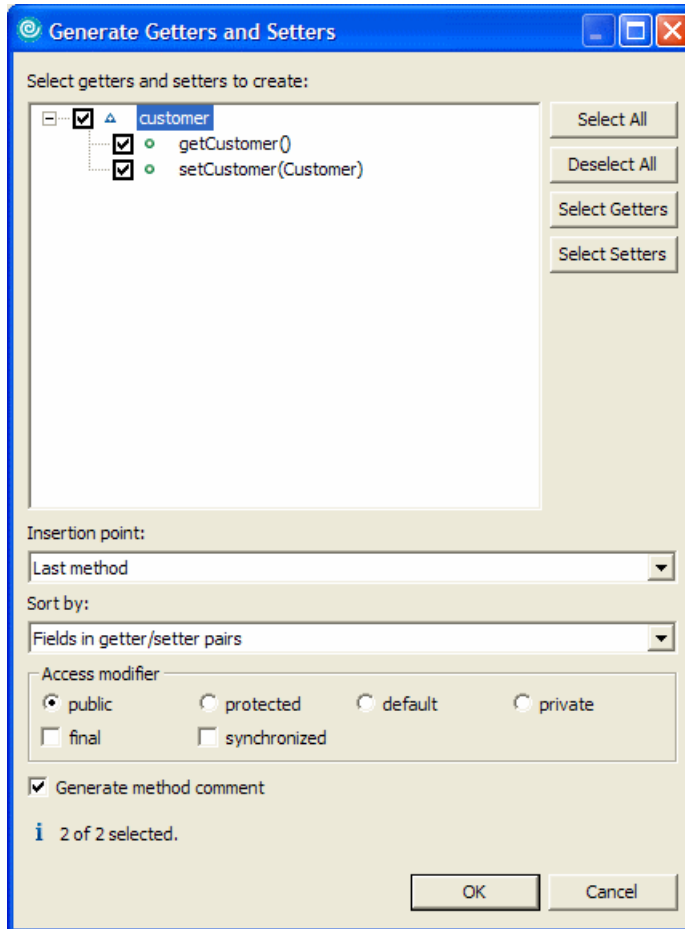 Generate Getters and Setters
Select getters and setters to create:
customer
getCustomer()
setCustomer(Customer)
Select All
Deselect All
Select Getters
Select Setters
Insertion point:
Last method
Sort by:
Fields in getter/setter pairs
Access modifier
public protected default private
final synchronized
Generate method comment
2 of 2 selected.
OK Cancel